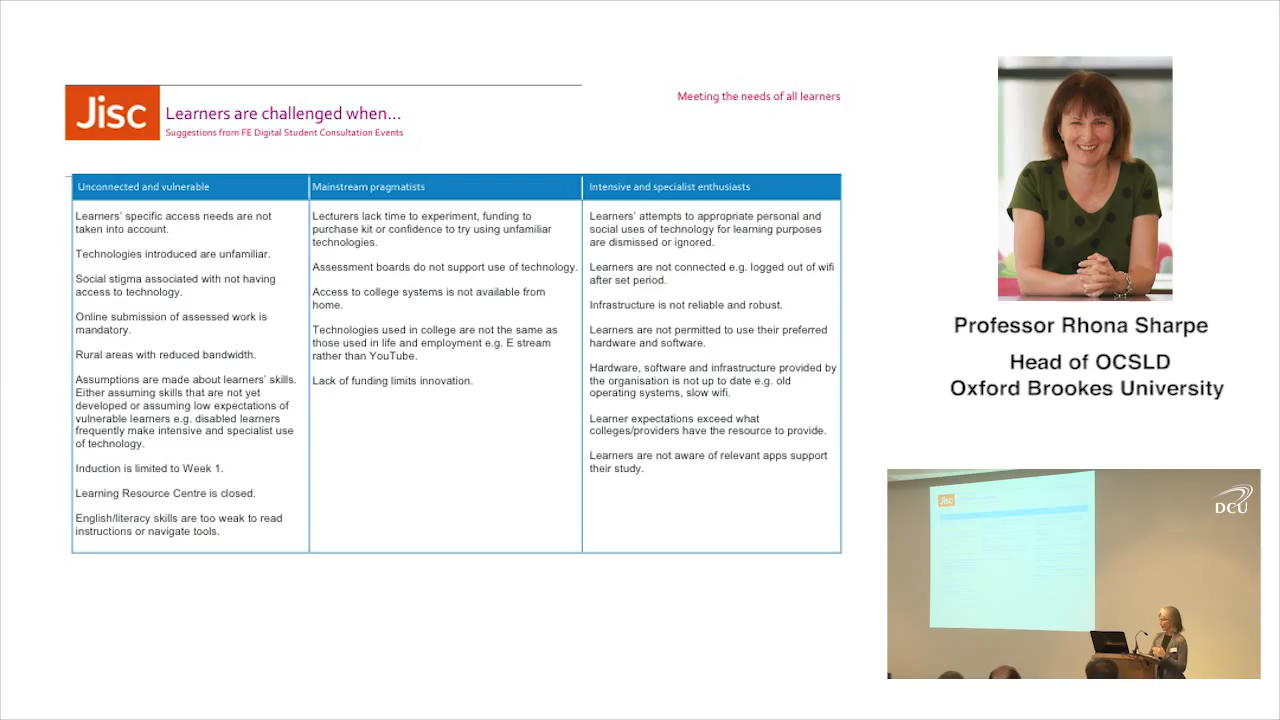 Jisc
Learners are challenged when...
Suggestions from FE Digital Student Consultation Events
Meeting the needs of all learners
Unconnected and vulnerable
Learners' specific access needs are not
taken into account.
Technologies introduced are unfamiliar.
Social stigma associated with not having
access to technology.
Online submission of assessed work is
mandatory.
Rural areas with reduced bandwidth.
Assumptions are made about learners' skills.
Either assuming skills that are not yet
developed or assuming low expectations of
vulnerable learners e.g. disabled learners
frequently make intensive and specialist use
of technology.
Induction is limited to Week 1.
Learning Resource Centre is closed.
English/literacy skills are too weak to read
instructions or navigate tools.
Mainstream pragmatists
Lecturers lack time to experiment, funding to
purchase kit or confidence to try using unfamiliar
technologies.
Assessment boards do not support use of technology.
Access to college systems is not available from
home.
Technologies used in college are not the same as
those used in life and employment e.g. E stream
rather than YouTube.
Lack of funding limits innovation.
Intensive and specialist enthusiasts
Learners' attempts to appropriate personal and
social uses of technology for learning purposes
are dismissed or ignored.
Learners are not connected e.g. logged out of wifi
after set period.
Infrastructure is not reliable and robust.
Learners are not permitted to use their preferred
hardware and software.
Hardware, software and infrastructure provided by
the organisation is not up to date e.g. old
operating systems, slow wifi.
Learner expectations exceed what
colleges/providers have the resource to provide.
Learners are not aware of relevant apps support
their study.
Professor Rhona Sharpe
Head of OCSLD
Oxford Brookes University
Jisc
DCU